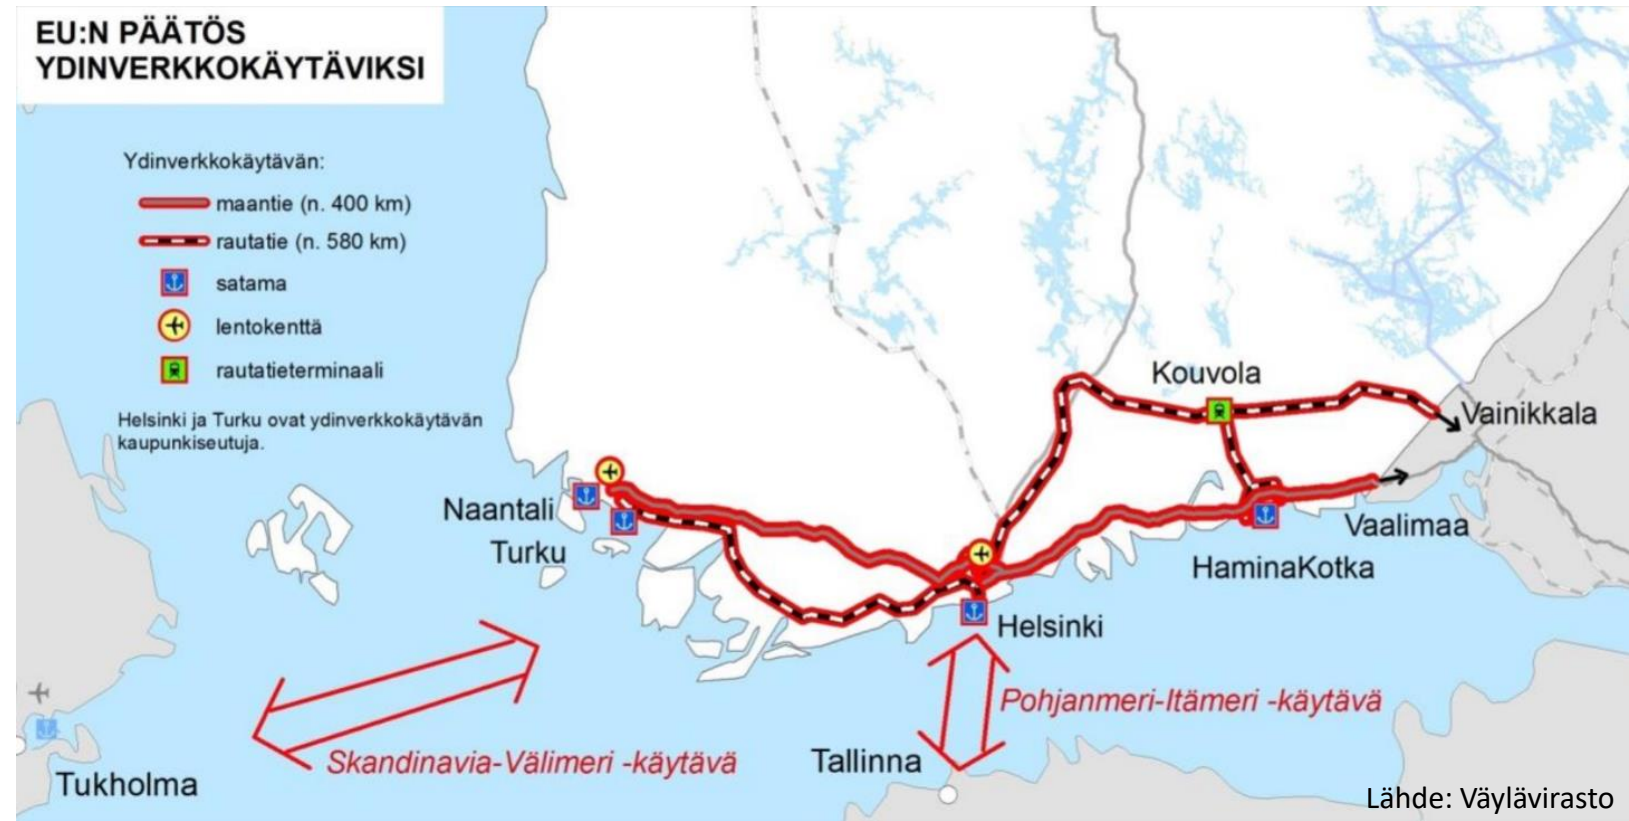 EU:N PÄÄTÖS
YDINVERKKOKÄYTÄVIKSI
Ydinverkkokäytävän:
maantie (n. 400 km)
rautatie (n. 580 km)
satama
lentokenttä
rautatieterminaali
Helsinki ja Turku ovat ydinverkkokäytävän
kaupunkiseutuja.
Kouvola
Vainikkala
Naantali
Turku
Vaalimaa
HaminaKotka
Helsinki
Pohjanmeri-Itämeri -käytävä
Skandinavia-Välimeri -käytävä
Tallinna
Tukholma
Lähde: Väylävirasto